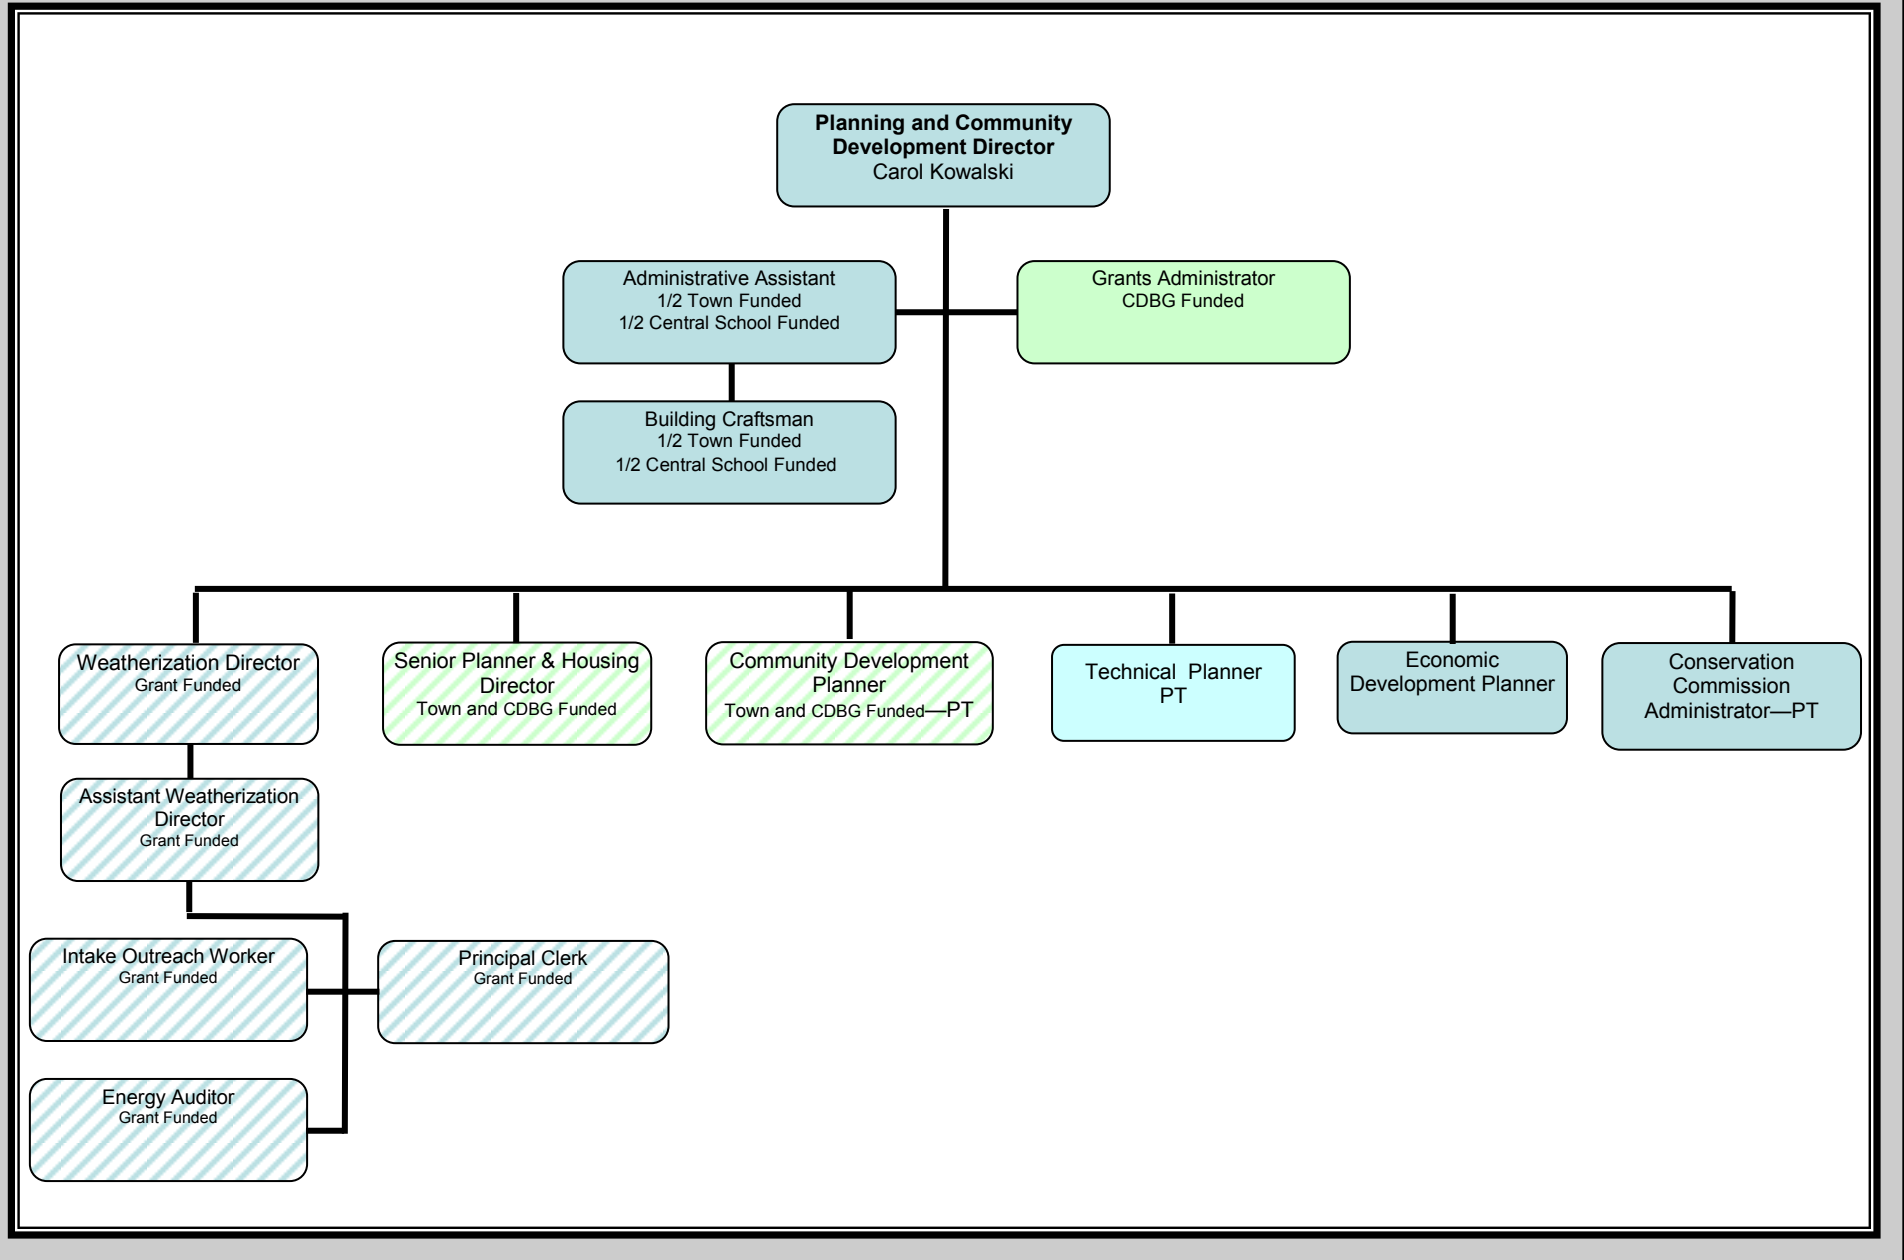 Planning and Community
Development Director
Carol Kowalski
Administrative Assistant
1/2 Town Funded
1/2 Central School Funded
Grants Administrator
CDBG Funded
Building Craftsman
1/2 Town Funded
1/2 Central School Funded
Weatherization Director
Grant Funded
Senior Planner & Housing
Director
Town and CDBG Funded
Community Development
Planner
Town and CDBG Funded—PT
Technical Planner
PT
Economic
Development Planner
Conservation
Commission
Administrator—PT
Assistant Weatherization
Director
Grant Funded
Intake Outreach Worker
Grant Funded
Principal Clerk
Grant Funded
Energy Auditor
Grant Funded